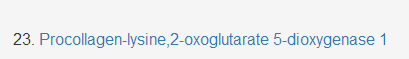 23. Procollagen-lysine,2-oxoglutarate 5-dioxygenase 1